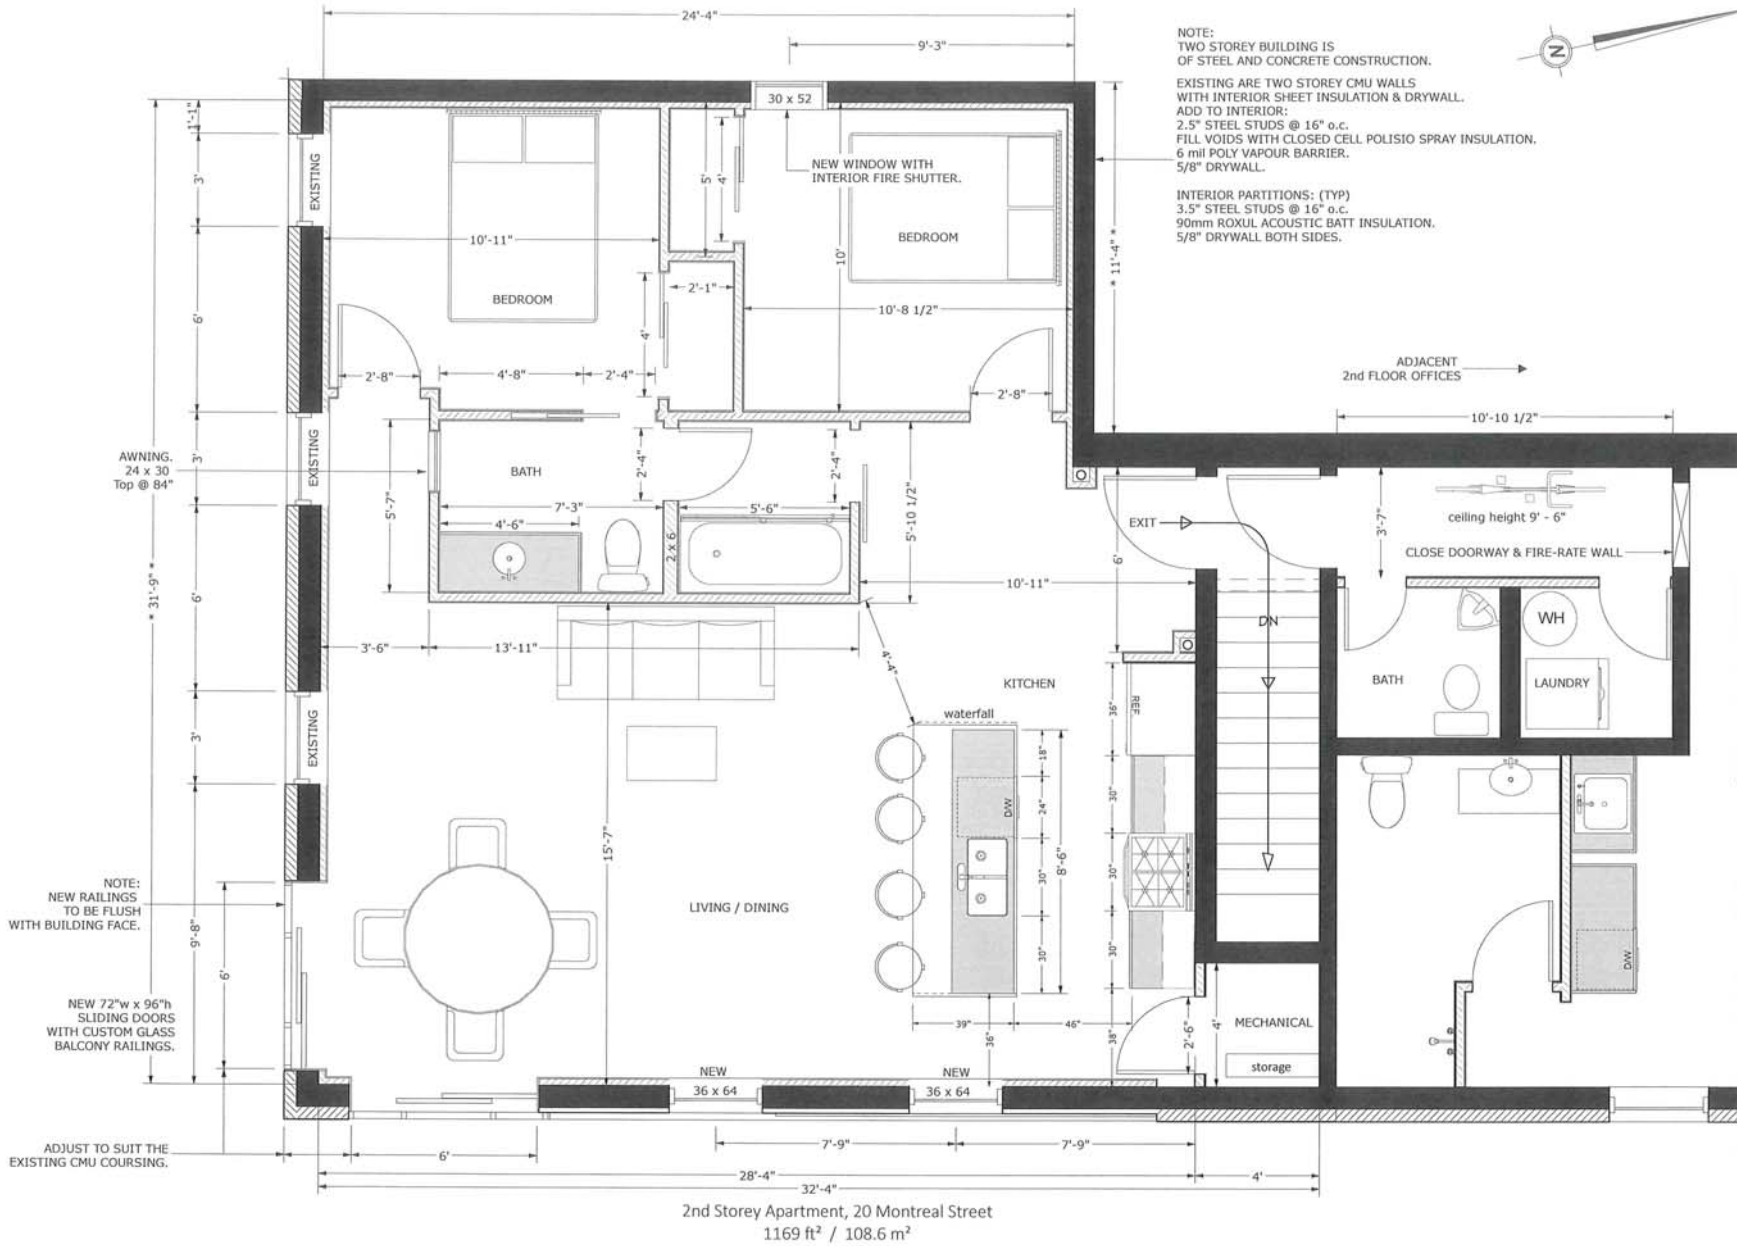 24'-4"
9'-3"
NOTE:
TWO STOREY BUILDING IS
OF STEEL AND CONCRETE CONSTRUCTION.
EXISTING ARE TWO STOREY CMU WALLS
WITH INTERIOR SHEET INSULATION & DRYWALL.
ADD TO INTERIOR:
2.5" STEEL STUDS @ 16" o.c.
FILL VOIDS WITH CLOSED CELL POLISIO SPRAY INSULATION.
6 mil POLY VAPOUR BARRIER.
5/8" DRYWALL.
INTERIOR PARTITIONS: (TYP)
3.5" STEEL STUDS @ 16" o.c.
90mm ROXUL ACOUSTIC BATT INSULATION.
5/8" DRYWALL BOTH SIDES.
N
30 x 52
NEW WINDOW WITH
INTERIOR FIRE SHUTTER.
1'-1"
3'
EXISTING
6'
10'-11"
BEDROOM
5'
4'
10'
BEDROOM
2'-1"
10'-8 1/2"
* 11'-4" *
4'
2'-8"
4'-8"
2'-4"
2'-8"
ADJACENT
2nd FLOOR OFFICES
10'-10 1/2"
AWNING.
24 x 30
Top @ 84"
3'
EXISTING
5'-7"
BATH
2'-4"
2'-4"
7'-3"
5'-6"
4'-6"
2 x 6
5'-10 1/2"
EXIT
6'
3'-7"
ceiling height 9' - 6"
CLOSE DOORWAY & FIRE-RATE WALL
10'-11"
* 31'-9" *
6'
3'-6"
13'-11"
4'-4"
DN
WH
BATH
LAUNDRY
KITCHEN
waterfall
REF.
36"
3'
EXISTING
18"
24"
D/W
30"
30"
8'-6"
30"
30"
30"
15'-7"
LIVING / DINING
D/W
NOTE:
NEW RAILINGS
TO BE FLUSH
WITH BUILDING FACE.
9'-8"
6'
NEW 72"w x 96"h
SLIDING DOORS
WITH CUSTOM GLASS
BALCONY RAILINGS.
39"
46"
36"
38"
2'-6"
4'
MECHANICAL
storage
NEW
36 x 64
NEW
36 x 64
ADJUST TO SUIT THE
EXISTING CMU COURSING.
6'
7'-9"
7'-9"
28'-4"
4'
32'-4"
2nd Storey Apartment, 20 Montreal Street
1169 ft² / 108.6 m²